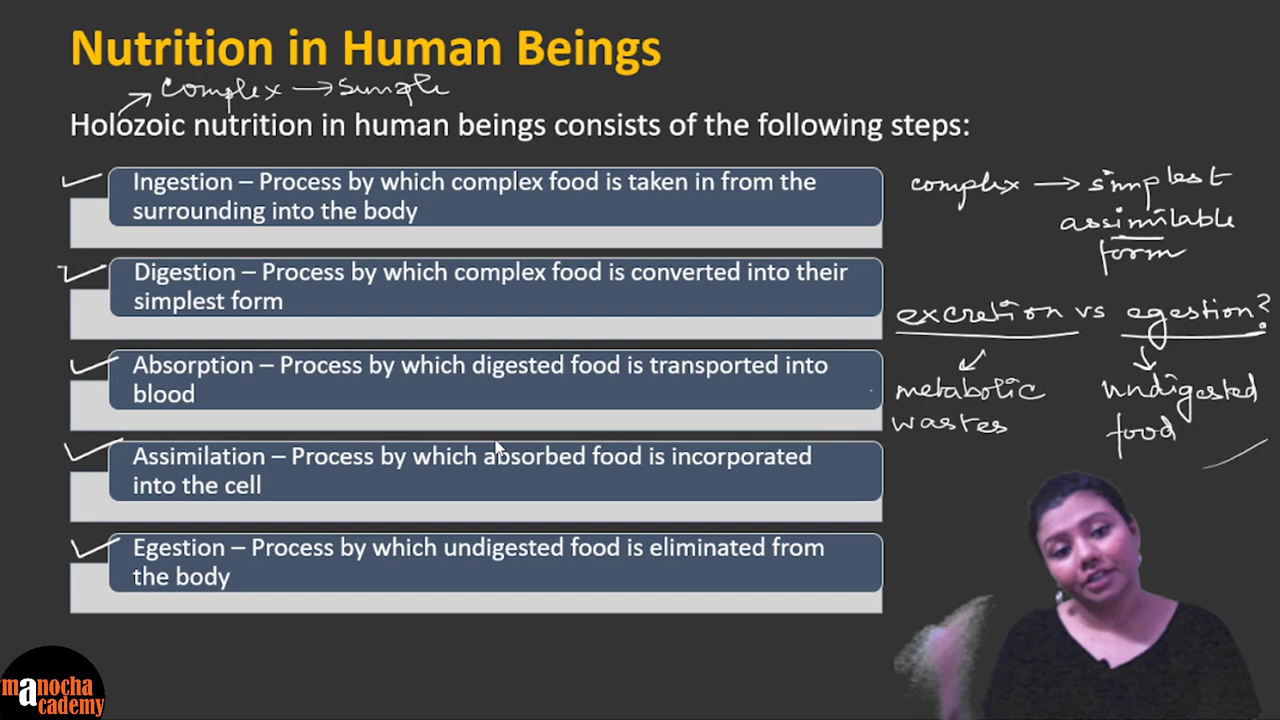 Nutrition in Human Beings
complex → simple
Holozoic nutrition in human beings consists of the following steps:
Ingestion – Process by which complex food is taken in from the
surrounding into the body
Digestion – Process by which complex food is converted into their
simplest form
Absorption – Process by which digested food is transported into
blood
Assimilation – Process by which absorbed food is incorporated
into the cell
Egestion – Process by which undigested food is eliminated from
the body
complex → simplest
assimilable
form
excretion vs egestion?
metabolic
wastes
undigested
food
manocha
academy